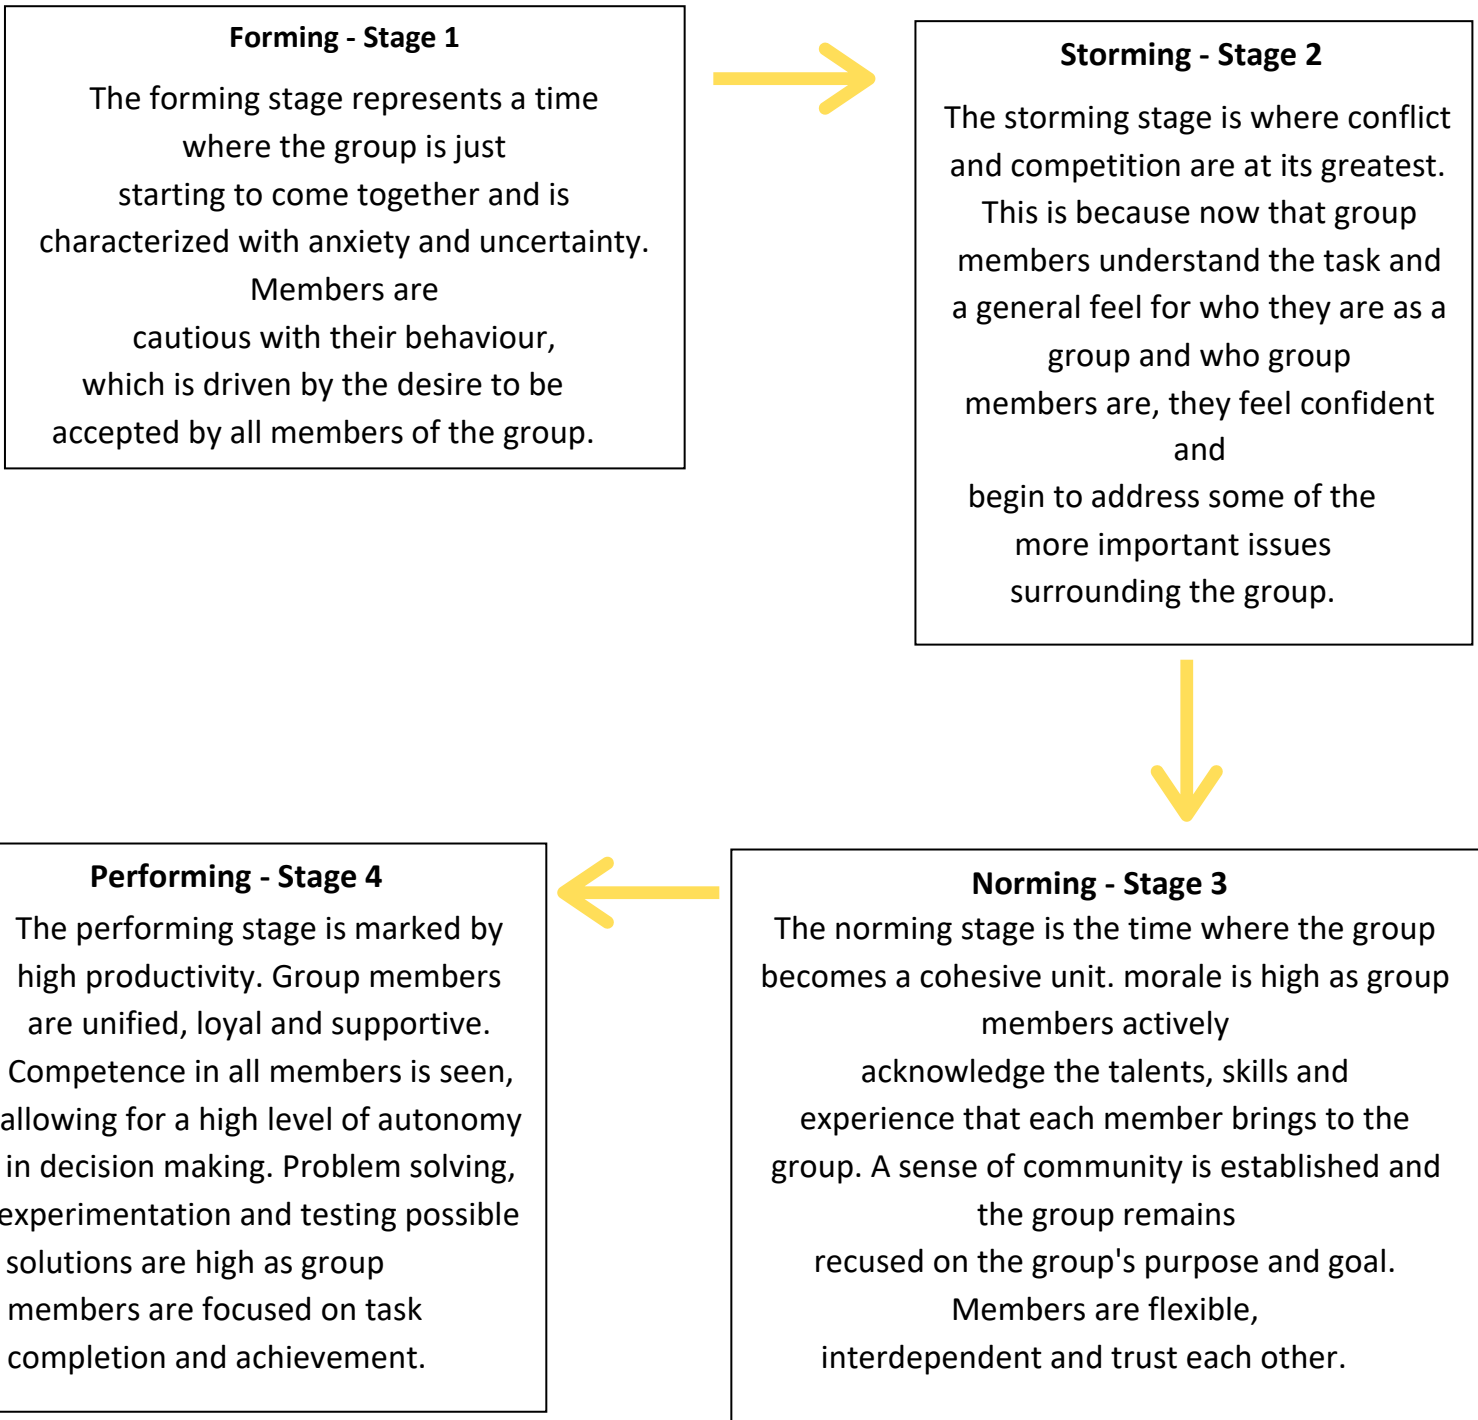 Forming - Stage 1
The forming stage represents a time
where the group is just
starting to come together and is
characterized with anxiety and uncertainty.
Members are
cautious with their behaviour,
which is driven by the desire to be
accepted by all members of the group.
Storming - Stage 2
The storming stage is where conflict
and competition are at its greatest.
This is because now that group
members understand the task and
a general feel for who they are as a
group and who group
members are, they feel confident
and
begin to address some of the
more important issues
surrounding the group.
Norming - Stage 3
The norming stage is the time where the group
becomes a cohesive unit. morale is high as group
members actively
acknowledge the talents, skills and
experience that each member brings to the
group. A sense of community is established and
the group remains
recused on the group's purpose and goal.
Members are flexible,
interdependent and trust each other.
Performing - Stage 4
The performing stage is marked by
high productivity. Group members
are unified, loyal and supportive.
Competence in all members is seen,
allowing for a high level of autonomy
in decision making. Problem solving,
experimentation and testing possible
solutions are high as group
members are focused on task
completion and achievement.